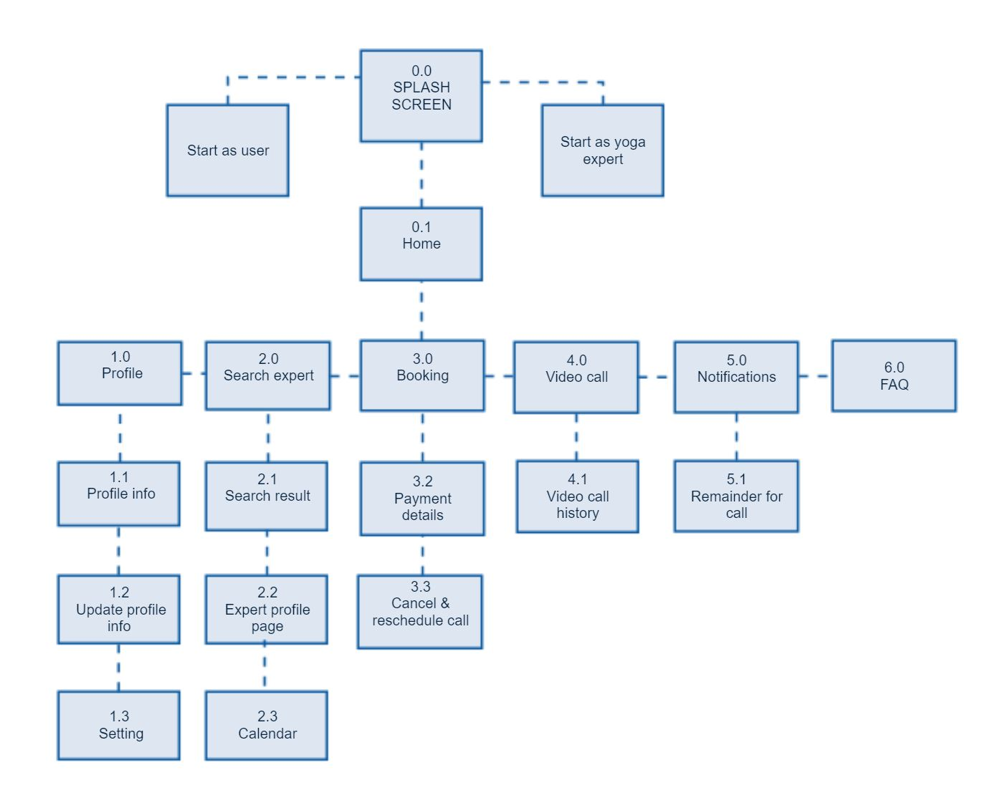 0.0
SPLASH
SCREEN
Start as user
Start as yoga
expert
0.1
Home
1.0
Profile
2.0
Search expert
3.0
Booking
4.0
Video call
5.0
Notifications
6.0
FAQ
1.1
Profile info
2.1
Search result
3.2
Payment
details
4.1
Video call
history
5.1
Remainder for
call
1.2
Update profile
info
2.2
Expert profile
page
3.3
Cancel &
reschedule call
1.3
Setting
2.3
Calendar